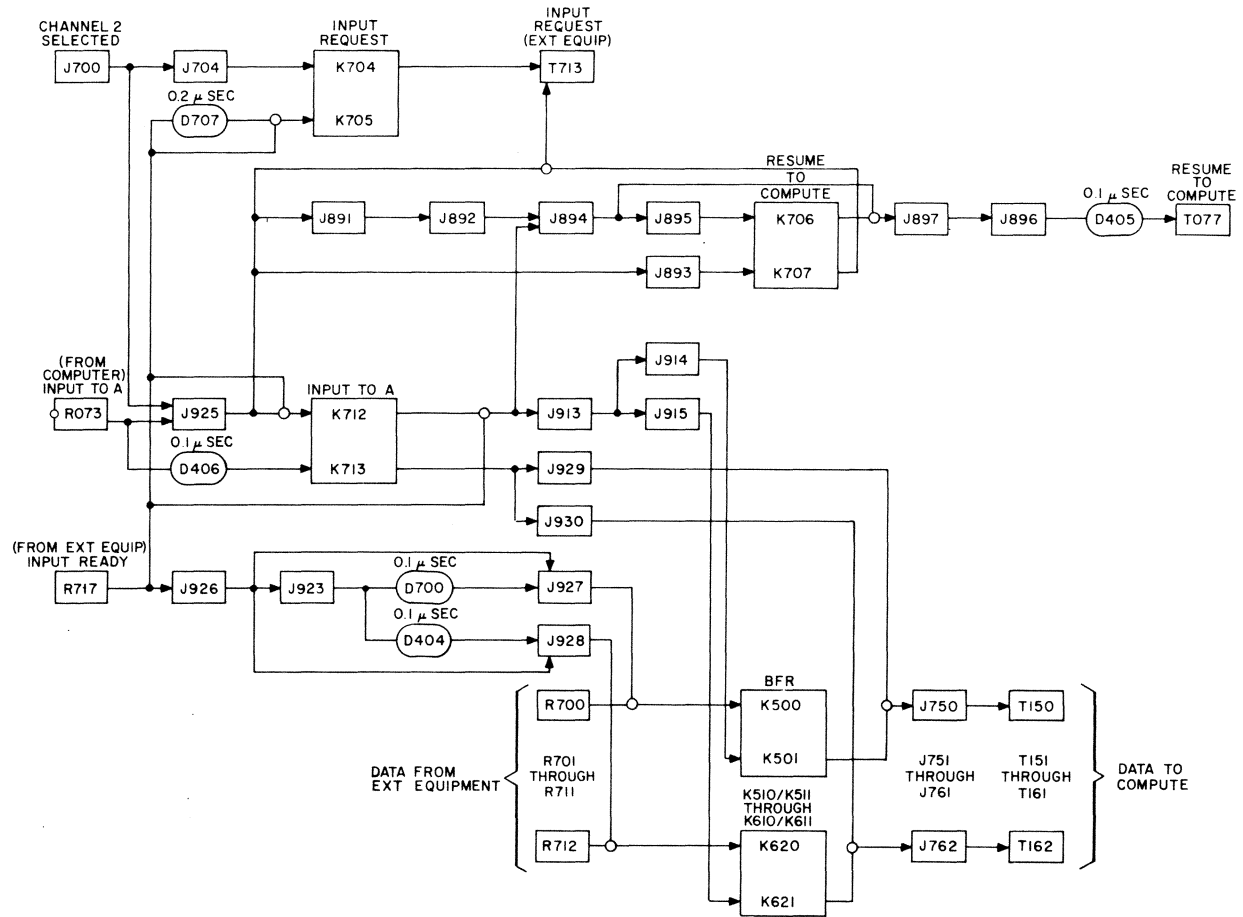 CHANNEL 2
SELECTED
J700
J704
INPUT
REQUEST
K704
K705
INPUT
REQUEST
(EXT EQUIP)
T713
0.2 μ SEC
D707
RESUME
TO
COMPUTE
J891
J892
J894
J895
K706
K707
J893
J897
J896
0.1 μ SEC
D405
RESUME
TO
COMPUTE
T077
(FROM
COMPUTER)
INPUT TO A
R073
J925
0.1 μ SEC
D406
INPUT TO A
K712
K713
J913
J914
J915
J929
J930
(FROM EXT EQUIP)
INPUT READY
R717
J926
J923
0.1 μ SEC
D700
0.1 μ SEC
D404
J927
J928
DATA FROM
EXT EQUIPMENT
R700
R701
THROUGH
R711
R712
BFR
K500
K501
K510/K511
THROUGH
K610/K611
K620
K621
J750
J751
THROUGH
J761
J762
T150
T151
THROUGH
T161
T162
DATA TO
COMPUTE